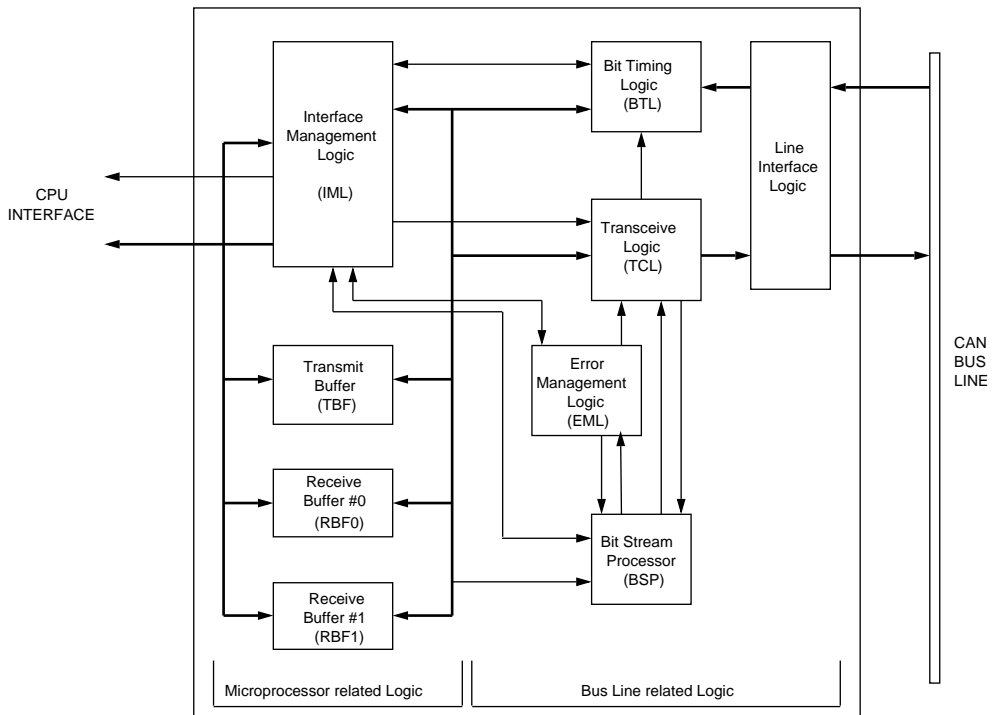 Interface
Management
Logic
(IML)
Bit Timing
Logic
(BTL)
Line
Interface
Logic
CPU
INTERFACE
Transceive
Logic
(TCL)
Transmit
Buffer
(TBF)
Error
Management
Logic
(EML)
CAN
BUS
LINE
Receive
Buffer #0
(RBF0)
Bit Stream
Processor
(BSP)
Receive
Buffer #1
(RBF1)
Microprocessor related Logic
Bus Line related Logic